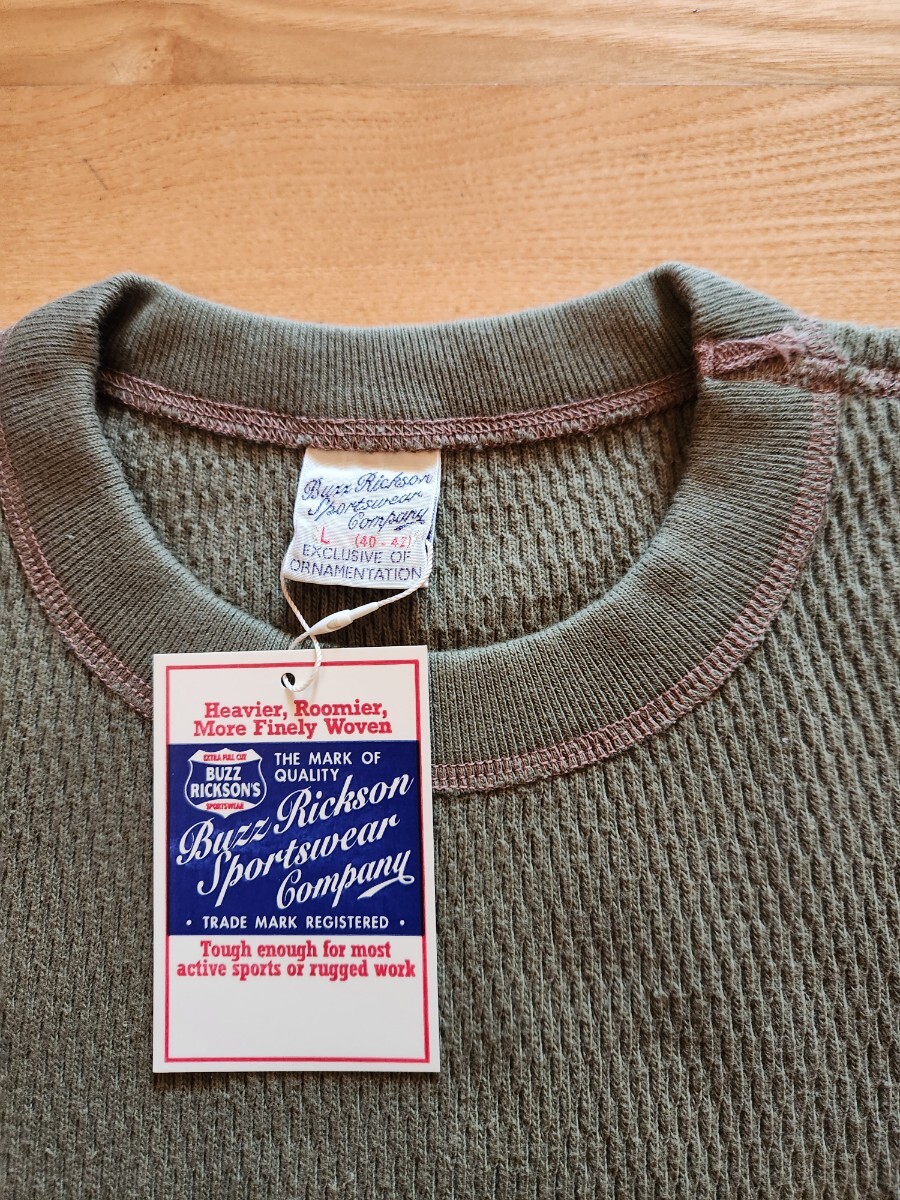 Buzz Rickson
Sportswear
Company
L (40 - 42)
EXCLUSIVE OF
ORNAMENTATION
Heavier, Roomier,
More Finely Woven
EXTRA FULL CUT
BUZZ
RICKSON'S
SPORTSWEAR
THE MARK OF
QUALITY
Buzz Rickson
Sportswear
Company
• TRADE MARK REGISTERED •
Tough enough for most
active sports or rugged work